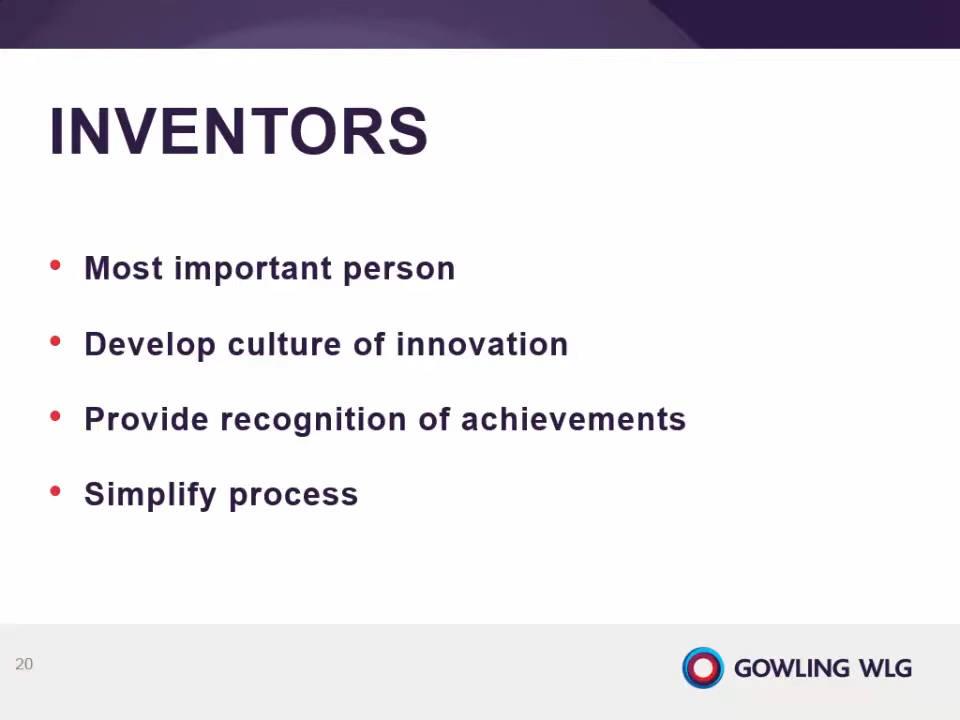 INVENTORS
• Most important person
• Develop culture of innovation
• Provide recognition of achievements
• Simplify process
20
GOWLING WLG